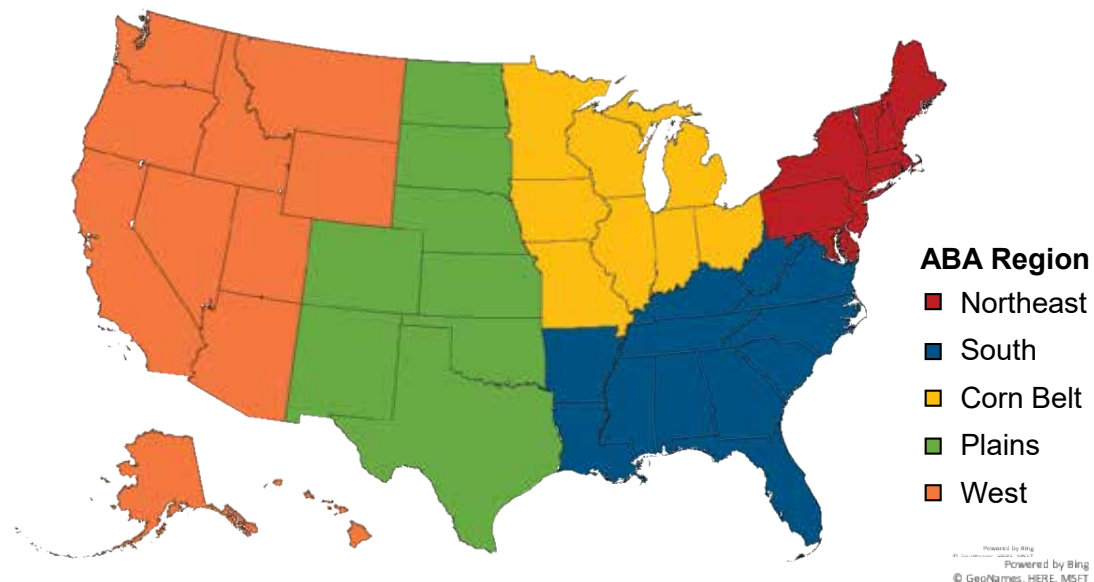 ABA Region
Northeast
South
Corn Belt
Plains
West
Powered by Bing
Powered by Bing
© GeoNames, HERE, MSFT